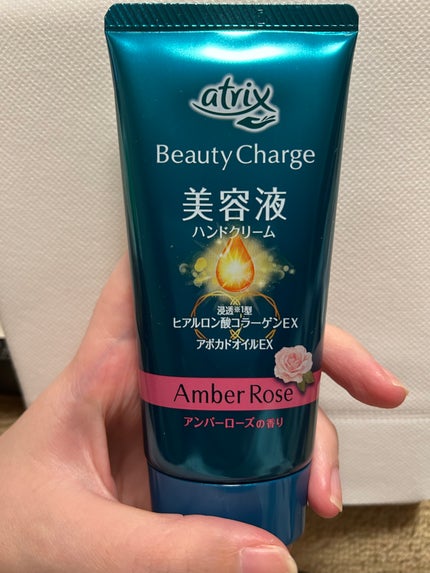 atrix
Beauty Charge
美容液
ハンドクリーム
浸透※1型
ヒアルロン酸コラーゲンEX
アボカドオイルEX
Amber Rose
アンバーローズの香り